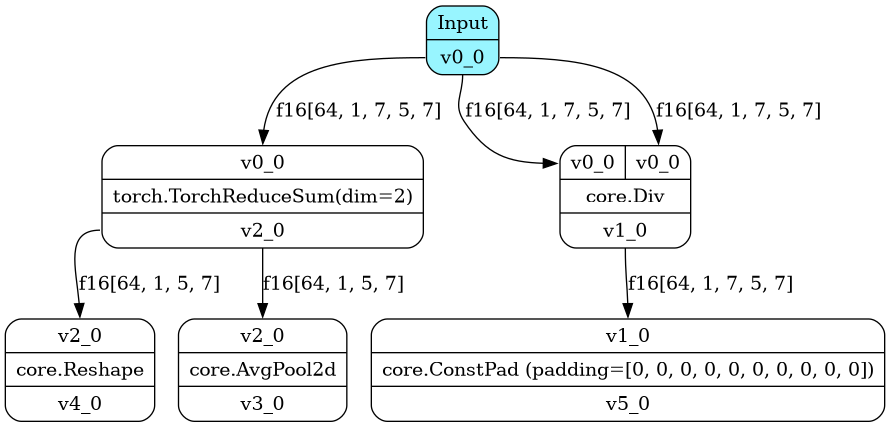 Input
v0_0
f16[64, 1, 7, 5, 7]
f16[64, 1, 7, 5, 7]
f16[64, 1, 7, 5, 7]
v0_0
torch.TorchReduceSum(dim=2)
v2_0
v0_0
v0_0
core.Div
v1_0
f16[64, 1, 5, 7]
f16[64, 1, 5, 7]
f16[64, 1, 7, 5, 7]
v2_0
core.Reshape
v4_0
v2_0
core.AvgPool2d
v3_0
v1_0
core.ConstPad (padding=[0, 0, 0, 0, 0, 0, 0, 0, 0, 0])
v5_0